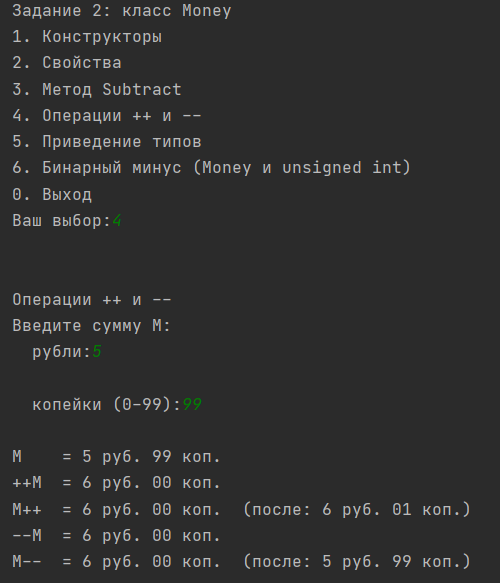 Задание 2: класс Money
1. Конструкторы
2. Свойства
3. Метод Subtract
4. Операции ++ и --
5. Приведение типов
6. Бинарный минус (Money и unsigned int)
0. Выход
Ваш выбор:4
Операции ++ и --
Введите сумму M:
рубли:5
копейки (0-99):99
M    = 5 руб. 99 коп.
++M  = 6 руб. 00 коп.
M++  = 6 руб. 00 коп.  (после: 6 руб. 01 коп.)
--M  = 6 руб. 00 коп.
M--  = 6 руб. 00 коп.  (после: 5 руб. 99 коп.)